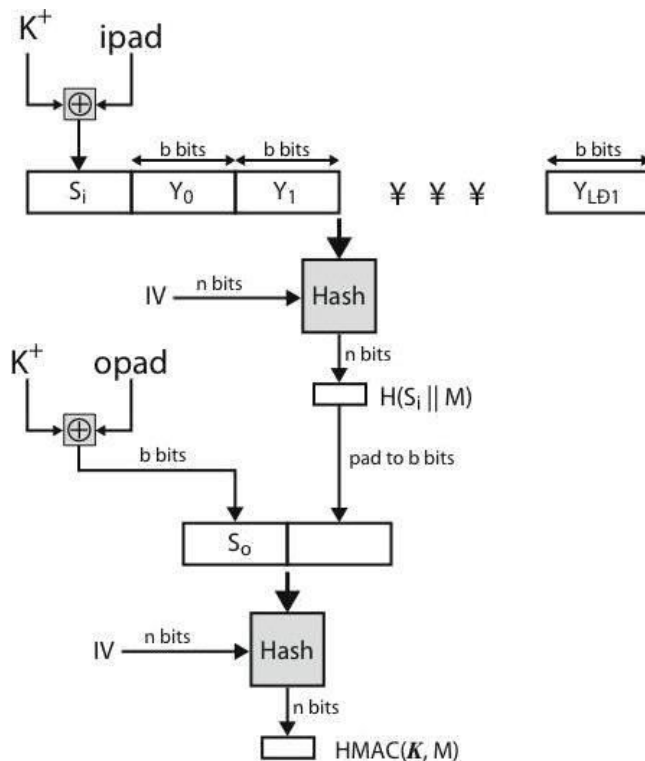 K+ ipad
⊕
b bits b bits b bits
Si Y0 Y1 ¥ ¥ ¥ YLÐ1
IV n bits Hash
n bits
K+ opad
H(Si || M)
⊕
b bits pad to b bits
So
IV n bits Hash
n bits
HMAC(K, M)